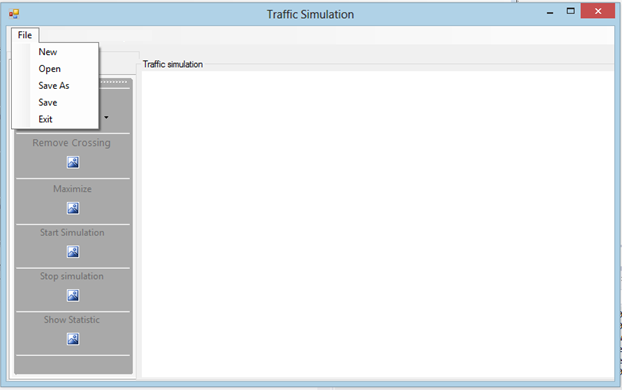 Traffic Simulation
File
New
Open
Save As
Save
Exit
Traffic simulation
Remove Crossing
Maximize
Start Simulation
Stop simulation
Show Statistic